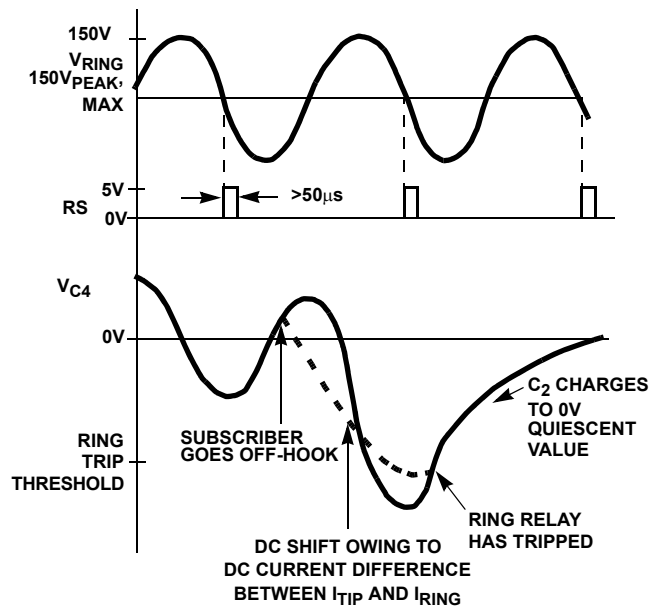 150V
VRING
150VPEAK,
MAX
5V
RS
0V
>50μs
VC4
0V
SUBSCRIBER
GOES OFF-HOOK
C2 CHARGES
TO 0V
QUIESCENT
VALUE
RING
TRIP
THRESHOLD
RING RELAY
HAS TRIPPED
DC SHIFT OWING TO
DC CURRENT DIFFERENCE
BETWEEN ITIP AND IRING